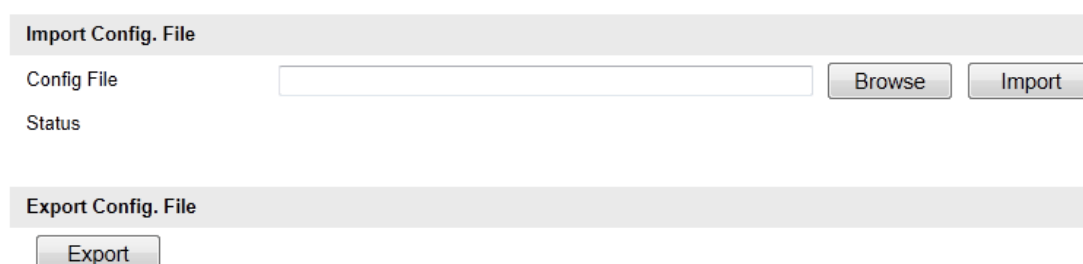 Import Config. File
Config File Browse Import
Status
Export Config. File
Export